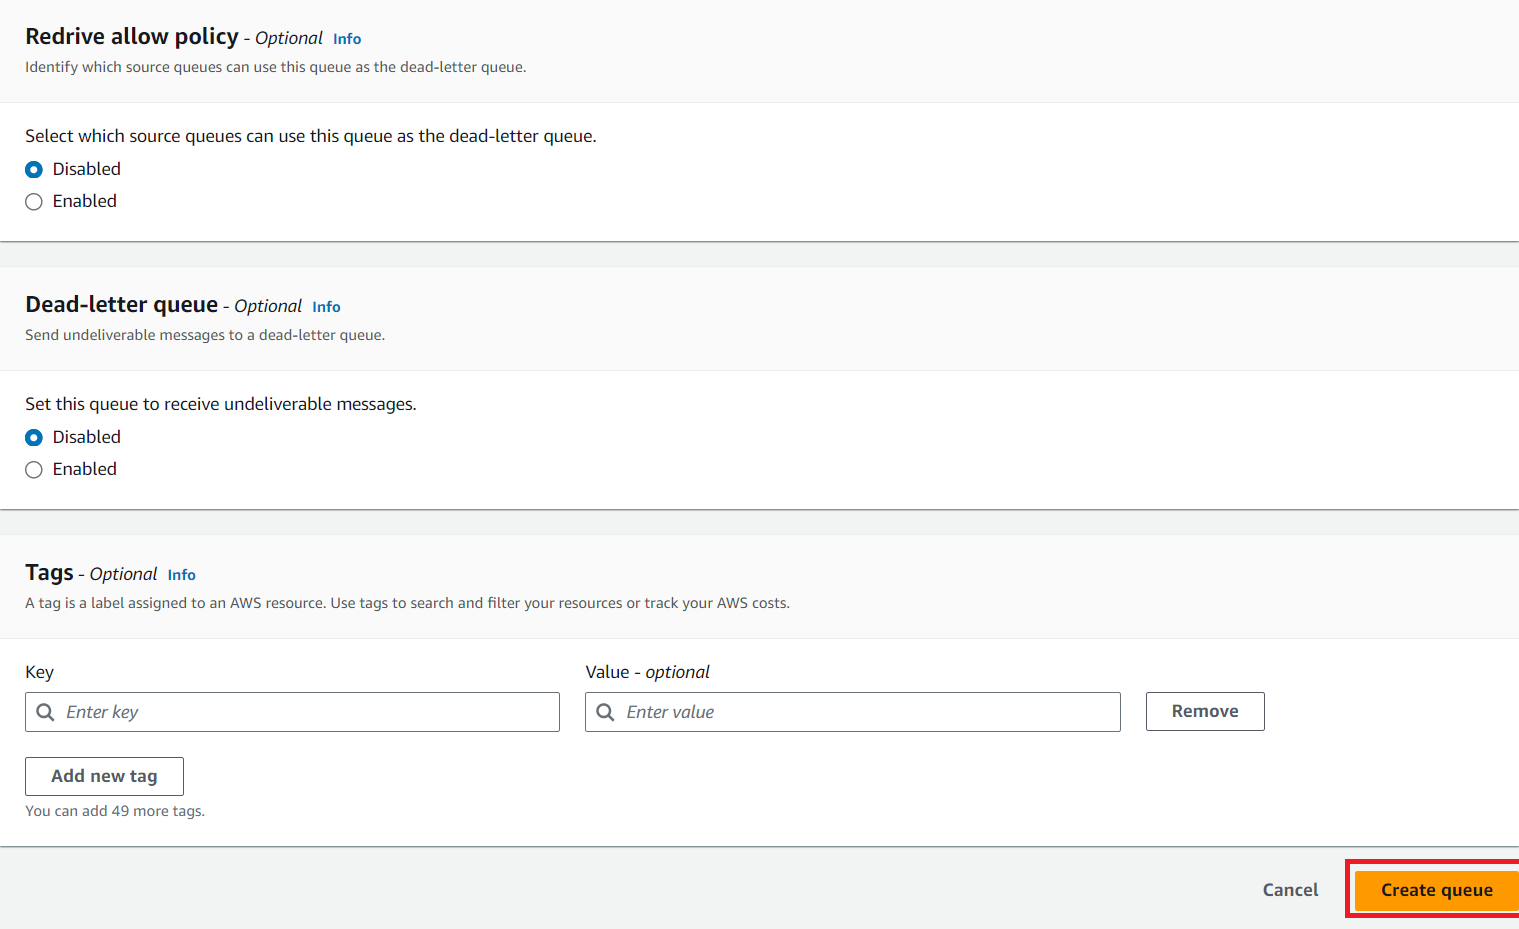 Redrive allow policy - Optional Info
Identify which source queues can use this queue as the dead-letter queue.
Select which source queues can use this queue as the dead-letter queue.
Disabled
Enabled
Dead-letter queue - Optional Info
Send undeliverable messages to a dead-letter queue.
Set this queue to receive undeliverable messages.
Disabled
Enabled
Tags - Optional Info
A tag is a label assigned to an AWS resource. Use tags to search and filter your resources or track your AWS costs.
Key Value - optional
Enter key Enter value Remove
Add new tag
You can add 49 more tags.
Cancel Create queue